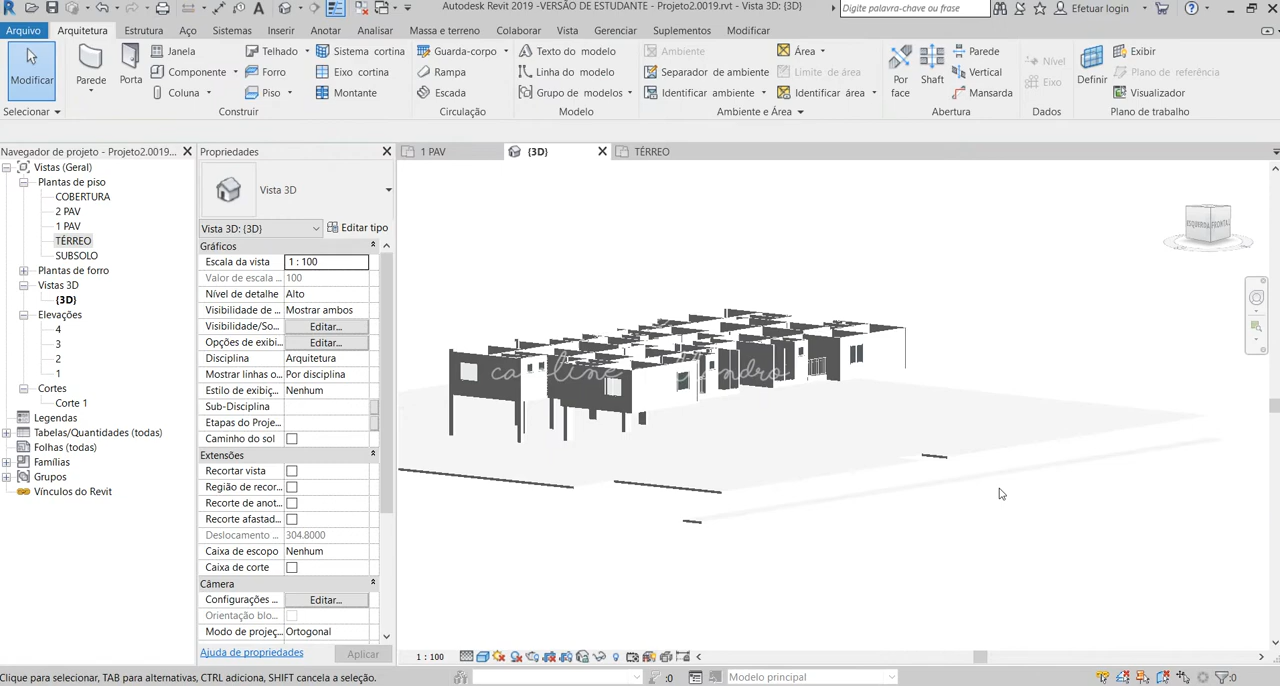 Autodesk Revit 2019 -VERSÃO DE ESTUDANTE - Projeto2.0019.rvt - Vista 3D: {3D}
Digite palavra-chave ou frase
Efetuar login
Arquivo Arquitetura Estrutura Aço Sistemas Inserir Anotar Analisar Massa e terreno Colaborar Vista Gerenciar Suplementos Modificar
Modificar
Parede
Porta
Janela
Componente
Coluna
Telhado
Forro
Piso
Sistema cortina
Eixo cortina
Montante
Guarda-corpo
Rampa
Escada
Texto do modelo
Linha do modelo
Grupo de modelos
Ambiente
Separador de ambiente
Identificar ambiente
Área
Limite de área
Identificar área
Por face
Shaft
Parede
Vertical
Mansarda
Nível
Eixo
Definir
Exibir
Plano de referência
Visualizador
Selecionar Construir Circulação Modelo Ambiente e Área Abertura Dados Plano de trabalho
Navegador de projeto - Projeto2.0019...
Vistas (Geral)
Plantas de piso
COBERTURA
2 PAV
1 PAV
TÉRREO
SUBSOLO
Plantas de forro
Vistas 3D
{3D}
Elevações
4
3
2
1
Cortes
Corte 1
Legendas
Tabelas/Quantidades (todas)
Folhas (todas)
Famílias
Grupos
Vínculos do Revit
Propriedades
Vista 3D
Vista 3D: {3D} Editar tipo
Gráficos
Escala da vista 1 : 100
Valor de escala ... 100
Nível de detalhe Alto
Visibilidade de ... Mostrar ambos
Visibilidade/So... Editar...
Opções de exibi... Editar...
Disciplina Arquitetura
Mostrar linhas o... Por disciplina
Estilo de exibiç... Nenhum
Sub-Disciplina
Etapas do Proje...
Caminho do sol
Extensões
Recortar vista
Região de recor...
Recorte de anot...
Recorte afastad...
Deslocamento ... 304.8000
Caixa de escopo Nenhum
Caixa de corte
Câmera
Configurações ... Editar...
Orientação blo...
Modo de projeç... Ortogonal
Ajuda de propriedades Aplicar
1 PAV {3D} TÉRREO
ESQUERDA FRONTAL
1 : 100
Clique para selecionar, TAB para alternativas, CTRL adiciona, SHIFT cancela a seleção.
:0
Modelo principal
:0